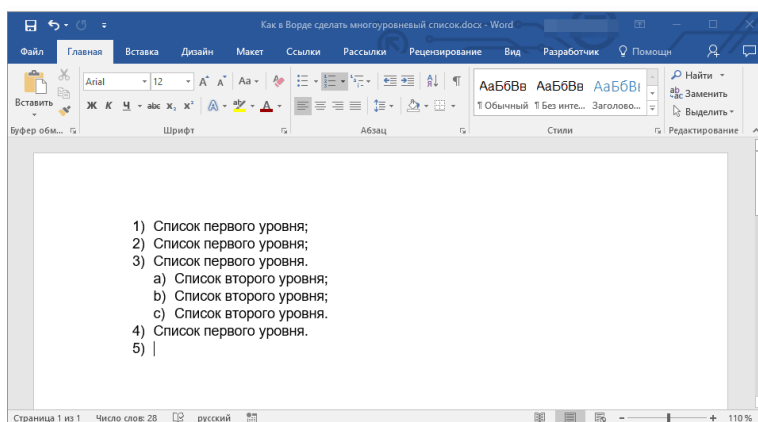 Как в Ворде сделать многоуровневый список.docx - Word
Файл Главная Вставка Дизайн Макет Ссылки Рассылки Рецензирование Вид Разработчик Помощн
Вставить
Arial 12 Aa
Ж К Ч abc x₂ x² А ab A
АаБбВв АаБбВв АаБбВв
¶ Обычный ¶ Без инте... Заголово...
Найти
Заменить
Выделить
Буфер обм... Шрифт Абзац Стили Редактирование
1) Список первого уровня;
2) Список первого уровня;
3) Список первого уровня.
a) Список второго уровня;
b) Список второго уровня;
c) Список второго уровня.
4) Список первого уровня.
5)
Страница 1 из 1 Число слов: 28 русский 110 %